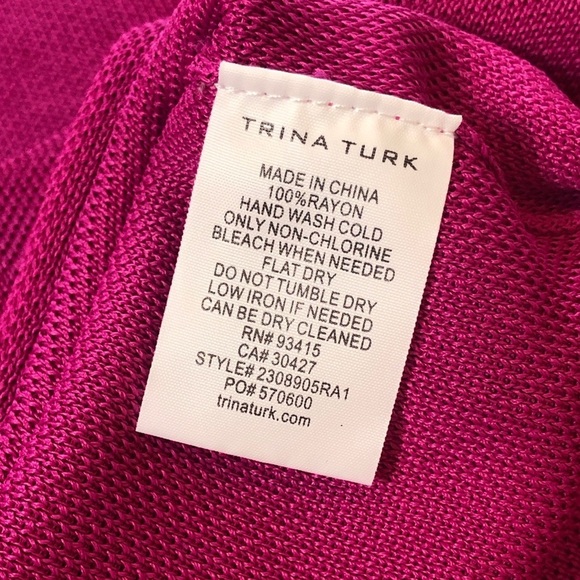 TRINA TURK
MADE IN CHINA
100%RAYON
HAND WASH COLD
ONLY NON-CHLORINE
BLEACH WHEN NEEDED
FLAT DRY
DO NOT TUMBLE DRY
LOW IRON IF NEEDED
CAN BE DRY CLEANED
RN# 93415
CA# 30427
STYLE# 2308905RA1
PO# 570600
trinaturk.com